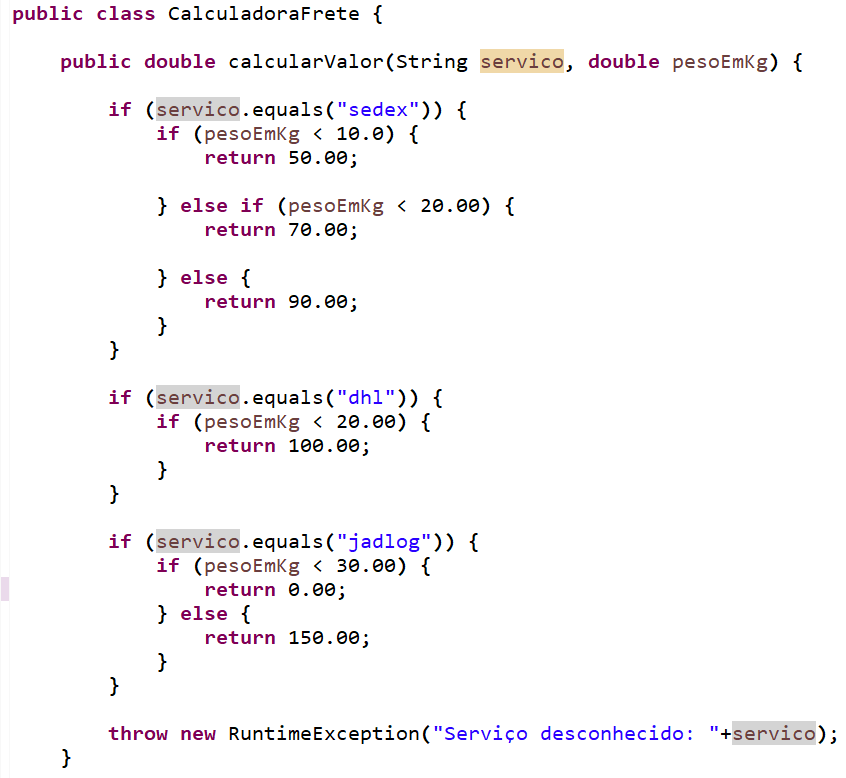 public class CalculadoraFrete {
public double calcularValor(String servico, double pesoEmKg) {
if (servico.equals("sedex")) {
if (pesoEmKg < 10.0) {
return 50.00;
} else if (pesoEmKg < 20.00) {
return 70.00;
} else {
return 90.00;
}
}
if (servico.equals("dhl")) {
if (pesoEmKg < 20.00) {
return 100.00;
}
}
if (servico.equals("jadlog")) {
if (pesoEmKg < 30.00) {
return 0.00;
} else {
return 150.00;
}
}
throw new RuntimeException("Serviço desconhecido: "+servico);
}